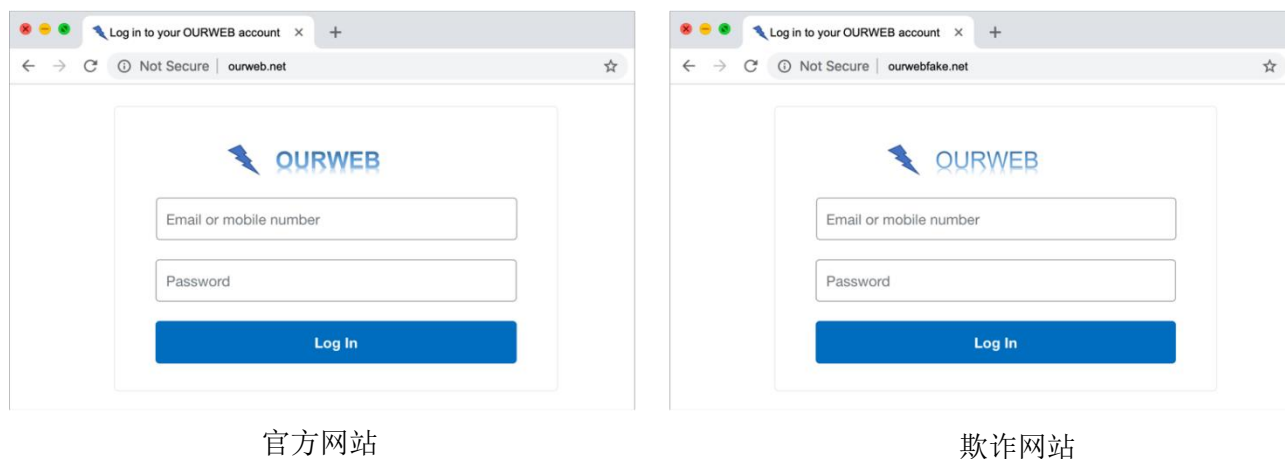 Log in to your OURWEB account
Not Secure | ourweb.net
OURWEB
Email or mobile number
Password
Log In
官方网站
Log in to your OURWEB account
Not Secure | ourwebfake.net
OURWEB
Email or mobile number
Password
Log In
欺诈网站